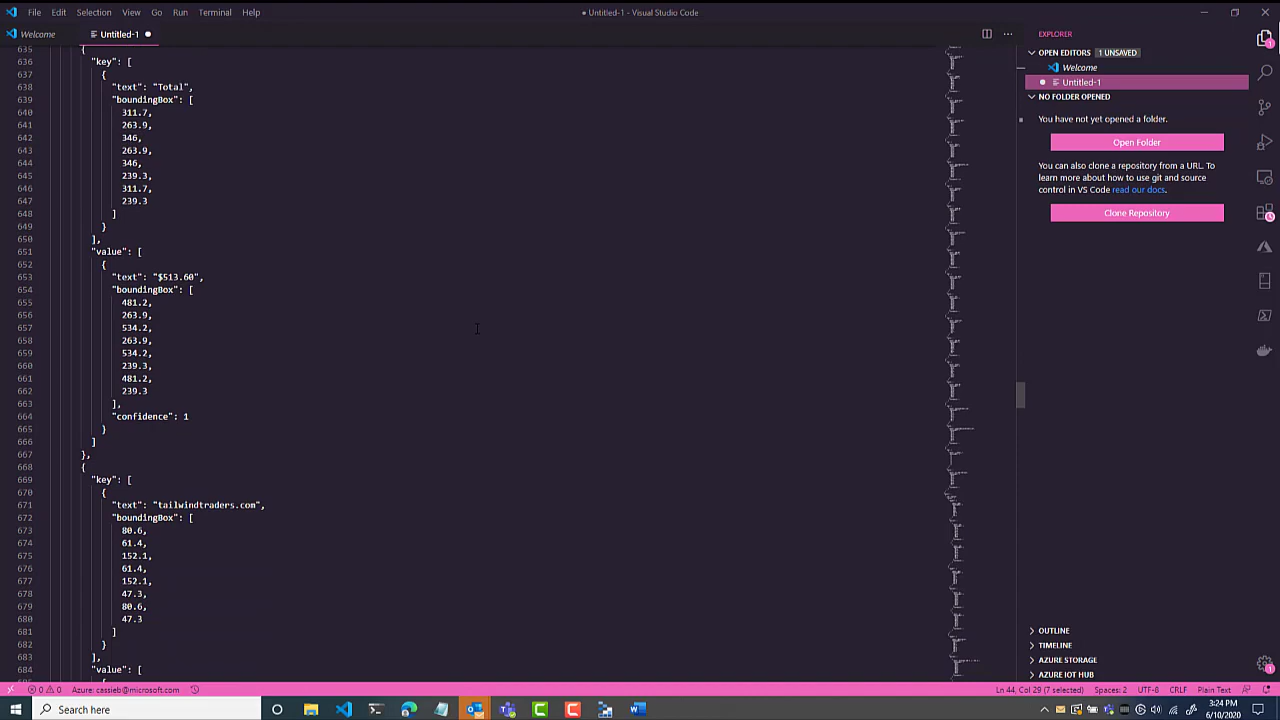 File Edit Selection View Go Run Terminal Help
● Untitled-1 - Visual Studio Code
Welcome
Untitled-1 ●
635 {
636 "key": [
637 {
638 "text": "Total",
639 "boundingBox": [
640 311.7,
641 263.9,
642 346,
643 263.9,
644 346,
645 239.3,
646 311.7,
647 239.3
648 ]
649 }
650 ],
651 "value": [
652 {
653 "text": "$513.60",
654 "boundingBox": [
655 481.2,
656 263.9,
657 534.2,
658 263.9,
659 534.2,
660 239.3,
661 481.2,
662 239.3
663 ],
664 "confidence": 1
665 }
666 ]
667 },
668 {
669 "key": [
670 {
671 "text": "tailwindtraders.com",
672 "boundingBox": [
673 80.6,
674 61.4,
675 152.1,
676 61.4,
677 152.1,
678 47.3,
679 80.6,
680 47.3
681 ]
682 }
683 ],
684 "value": [
EXPLORER
OPEN EDITORS 1 UNSAVED
Welcome
● Untitled-1
NO FOLDER OPENED
You have not yet opened a folder.
Open Folder
You can also clone a repository from a URL. To
learn more about how to use git and source
control in VS Code read our docs.
Clone Repository
OUTLINE
TIMELINE
AZURE STORAGE
AZURE IOT HUB
0 0 Azure: cassieb@microsoft.com
Ln 44, Col 29 (7 selected) Spaces: 2 UTF-8 CRLF Plain Text
Search here
3:24 PM
6/10/2020